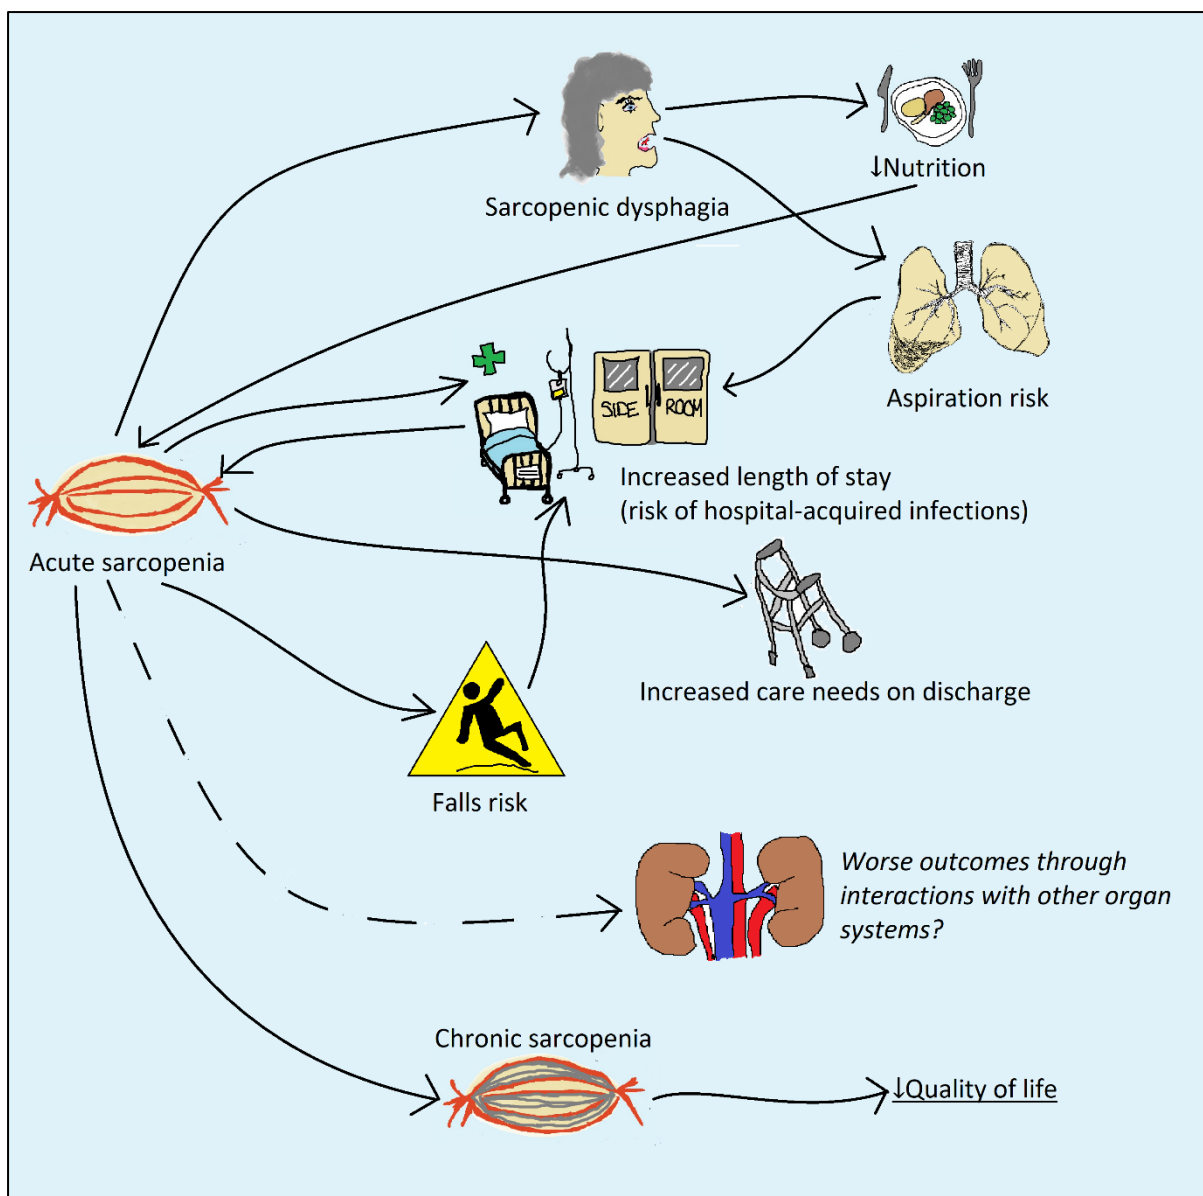 Sarcopenic dysphagia
↓Nutrition
Aspiration risk
SIDE ROOM
Increased length of stay
(risk of hospital-acquired infections)
Acute sarcopenia
Increased care needs on discharge
Falls risk
Worse outcomes through
interactions with other organ
systems?
Chronic sarcopenia
↓Quality of life